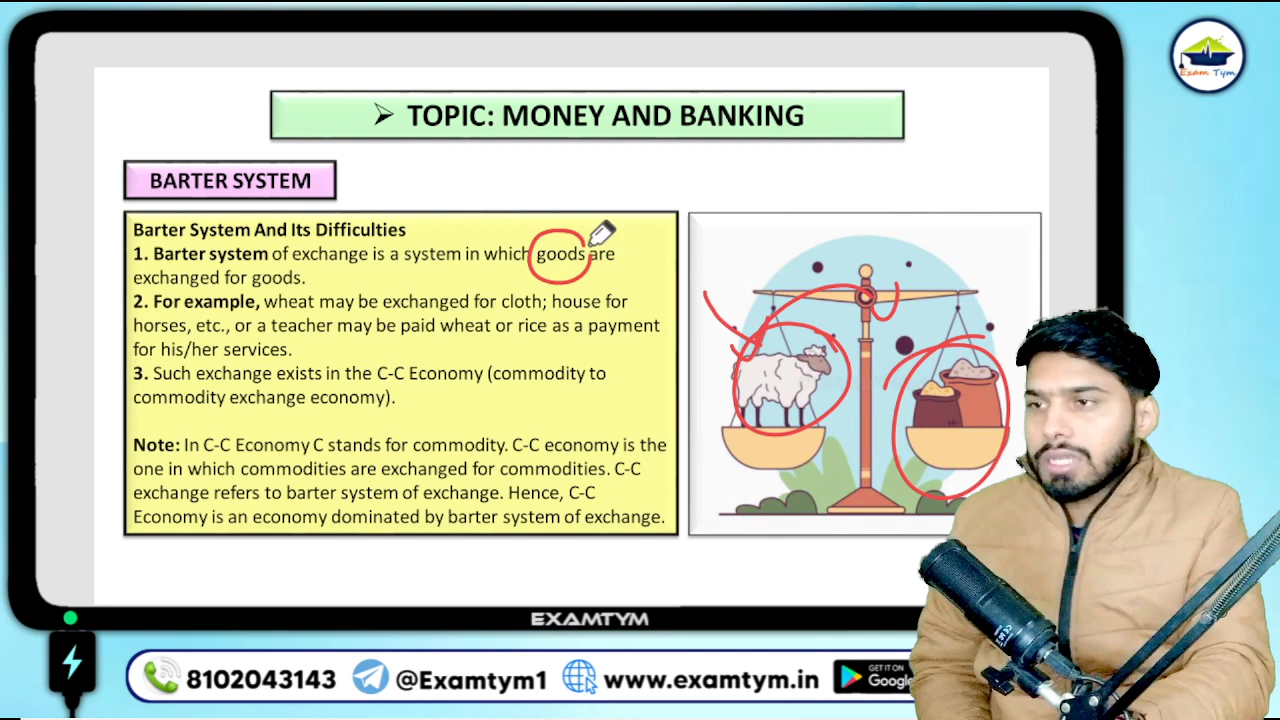 Exam Tym
➢ TOPIC: MONEY AND BANKING
BARTER SYSTEM
Barter System And Its Difficulties
1. Barter system of exchange is a system in which goods are
exchanged for goods.
2. For example, wheat may be exchanged for cloth; house for
horses, etc., or a teacher may be paid wheat or rice as a payment
for his/her services.
3. Such exchange exists in the C-C Economy (commodity to
commodity exchange economy).
Note: In C-C Economy C stands for commodity. C-C economy is the
one in which commodities are exchanged for commodities. C-C
exchange refers to barter system of exchange. Hence, C-C
Economy is an economy dominated by barter system of exchange.
EXAMTYM
8102043143 @Examtym1 www.examtym.in GET IT ON
Google